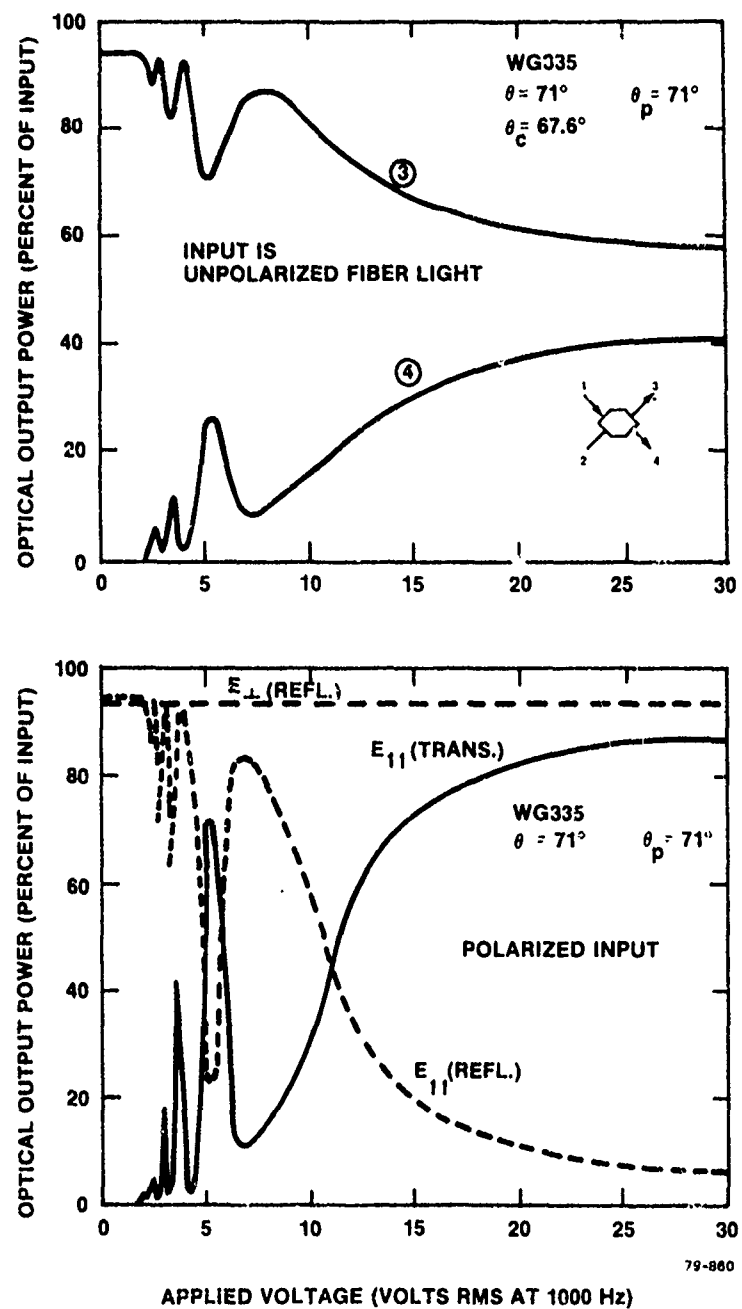 OPTICAL OUTPUT POWER (PERCENT OF INPUT)
100
80
60
40
20
0
WG335
θ = 71° θp = 71°
θc = 67.6°
3
INPUT IS
UNPOLARIZED FIBER LIGHT
4
1 3
2 4
0 5 10 15 20 25 30
OPTICAL OUTPUT POWER (PERCENT OF INPUT)
100
80
60
40
20
0
E⊥ (REFL.)
E11 (TRANS.)
WG335
θ = 71° θp = 71°
POLARIZED INPUT
E11 (REFL.)
0 5 10 15 20 25 30
79-860
APPLIED VOLTAGE (VOLTS RMS AT 1000 Hz)